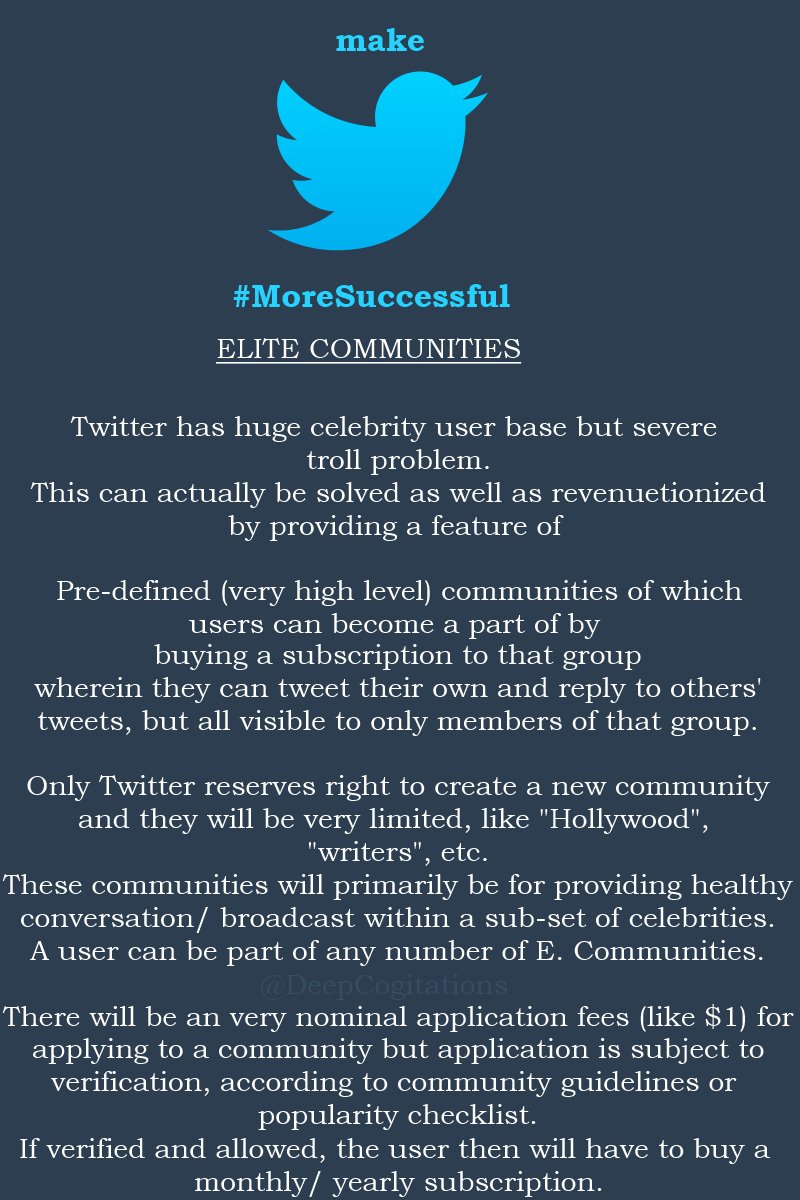 make
#MoreSuccessful
ELITE COMMUNITIES
Twitter has huge celebrity user base but severe
troll problem.
This can actually be solved as well as revenuetionized
by providing a feature of
Pre-defined (very high level) communities of which
users can become a part of by
buying a subscription to that group
wherein they can tweet their own and reply to others'
tweets, but all visible to only members of that group.
Only Twitter reserves right to create a new community
and they will be very limited, like "Hollywood",
"writers", etc.
These communities will primarily be for providing healthy
conversation/ broadcast within a sub-set of celebrities.
A user can be part of any number of E. Communities.
@DeepCogitations
There will be an very nominal application fees (like $1) for
applying to a community but application is subject to
verification, according to community guidelines or
popularity checklist.
If verified and allowed, the user then will have to buy a
monthly/ yearly subscription.